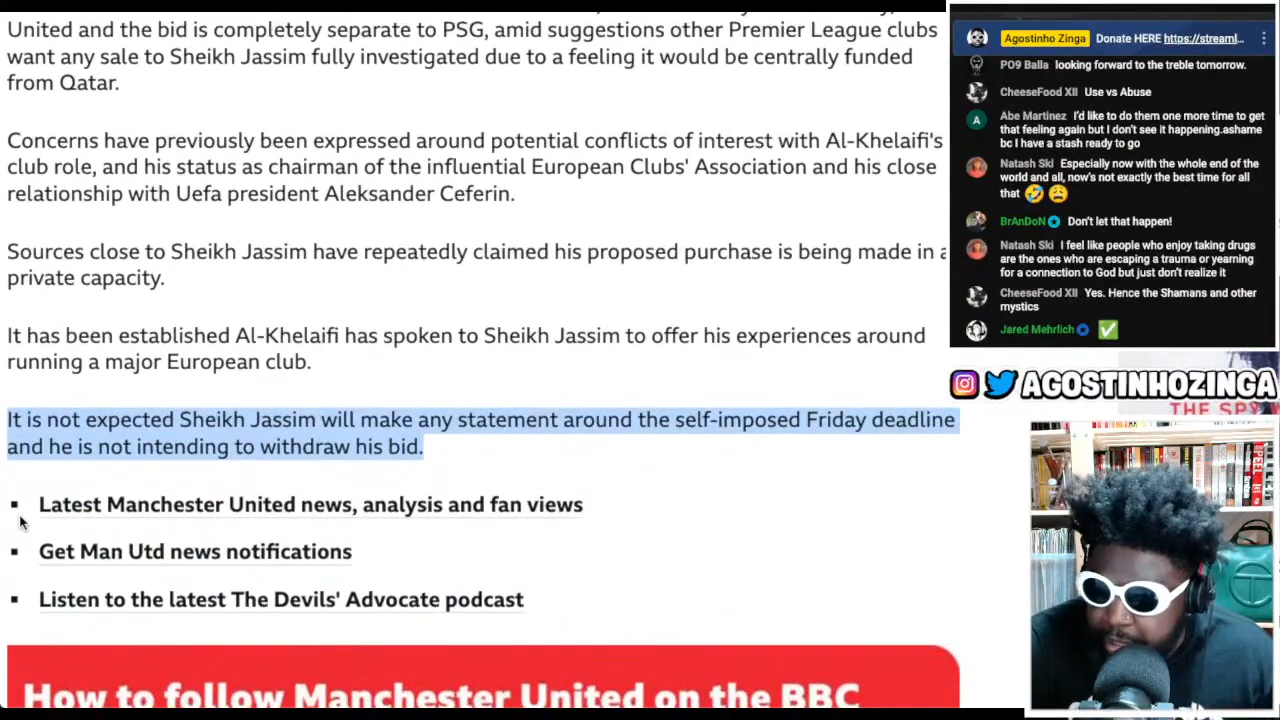 United and the bid is completely separate to PSG, amid suggestions other Premier League clubs
want any sale to Sheikh Jassim fully investigated due to a feeling it would be centrally funded
from Qatar.
Concerns have previously been expressed around potential conflicts of interest with Al-Khelaifi's
club role, and his status as chairman of the influential European Clubs' Association and his close
relationship with Uefa president Aleksander Ceferin.
Sources close to Sheikh Jassim have repeatedly claimed his proposed purchase is being made in a
private capacity.
It has been established Al-Khelaifi has spoken to Sheikh Jassim to offer his experiences around
running a major European club.
It is not expected Sheikh Jassim will make any statement around the self-imposed Friday deadline
and he is not intending to withdraw his bid.
Latest Manchester United news, analysis and fan views
Get Man Utd news notifications
Listen to the latest The Devils' Advocate podcast
How to follow Manchester United on the BBC
Agostinho Zinga Donate HERE https://streaml...
PO9 Balla looking forward to the treble tomorrow.
CheeseFood XII Use vs Abuse
Abe Martinez I'd like to do them one more time to get
that feeling again but I don't see it happening.ashame
bc I have a stash ready to go
Natash Ski Especially now with the whole end of the
world and all, now's not exactly the best time for all
that 🤣 😩
BrAnDoN Don't let that happen!
Natash Ski I feel like people who enjoy taking drugs
are the ones who are escaping a trauma or yearning
for a connection to God but just don't realize it
CheeseFood XII Yes. Hence the Shamans and other
mystics
Jared Mehrlich ✅
AGOSTINHOZINGA
THE SPY